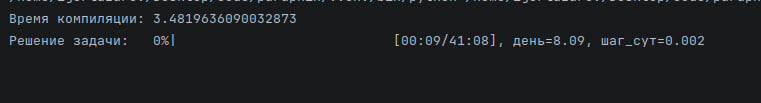 Время компиляции: 3.4819636090032873
Решение задачи:   0%|                          [00:09/41:08], день=8.09, шаг_сут=0.002